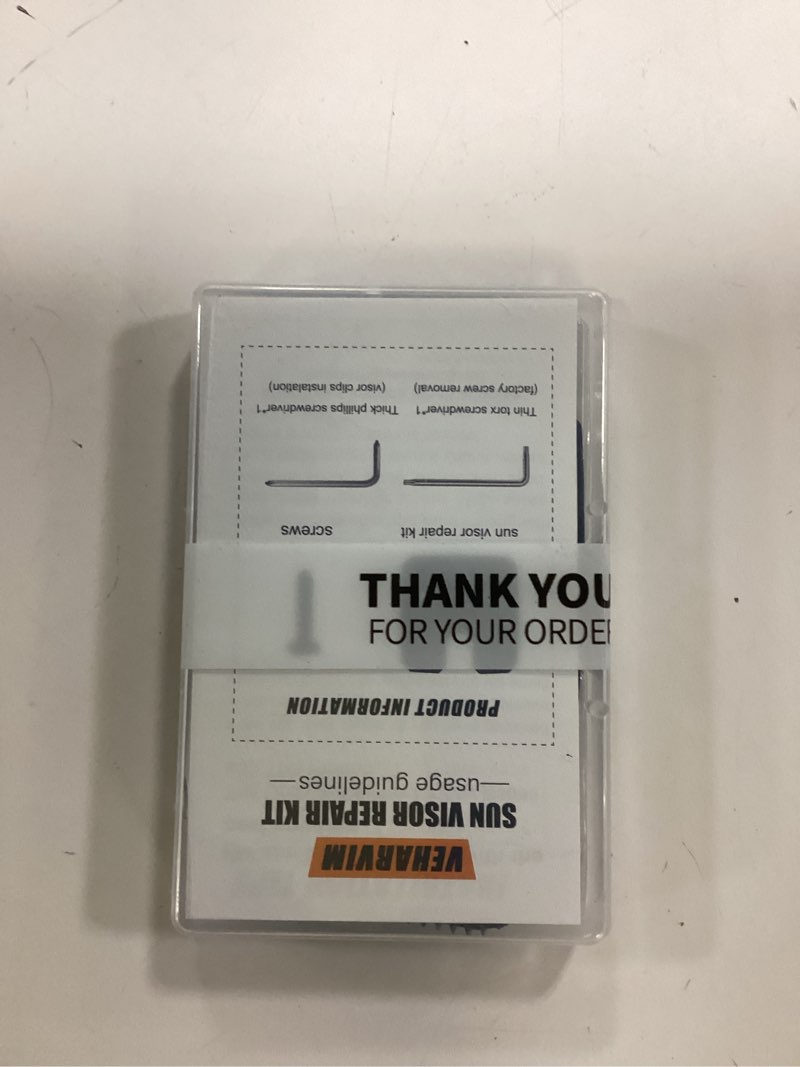 VEHARVIM
SUN VISOR REPAIR KIT
—usage guidelines—
PRODUCT INFORMATION
THANK YOU
FOR YOUR ORDER
sun visor repair kit
screws
Thin torx screwdriver*1
(factory screw removal)
Thick phillips screwdriver*1
(visor clips instalation)